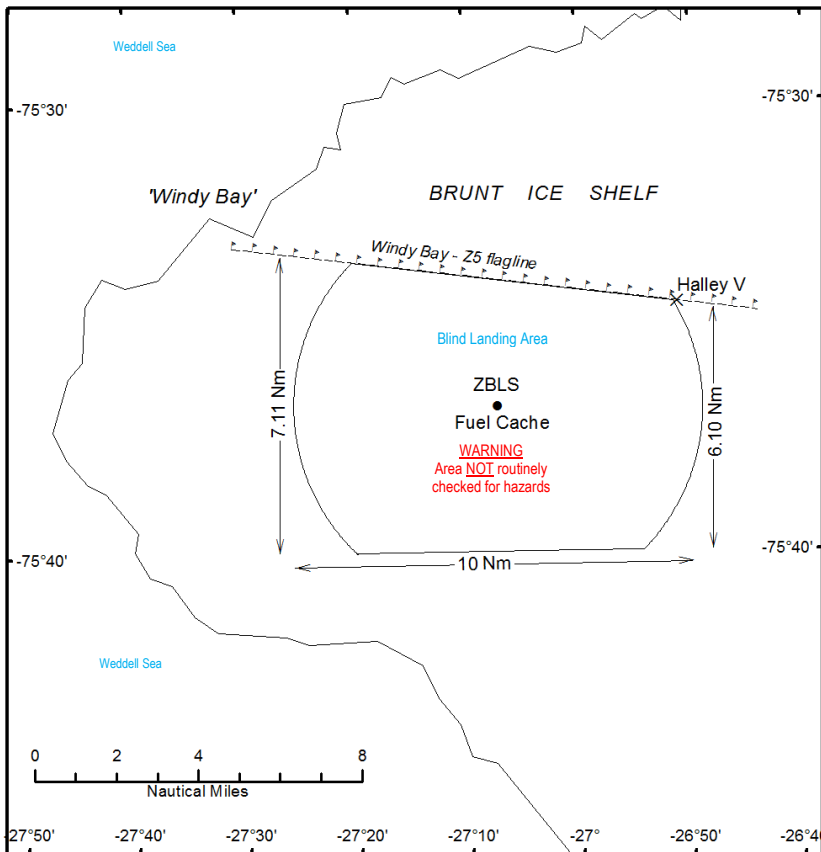 Weddell Sea
-75°30'
-75°30'
'Windy Bay'
BRUNT ICE SHELF
Windy Bay - Z5 flagline
Halley V
Blind Landing Area
ZBLS
Fuel Cache
7.11 Nm
6.10 Nm
WARNING
Area NOT routinely
checked for hazards
-75°40'
-75°40'
10 Nm
Weddell Sea
0 2 4 8
Nautical Miles
-27°50' -27°40' -27°30' -27°20' -27°10' -27° -26°50' -26°40